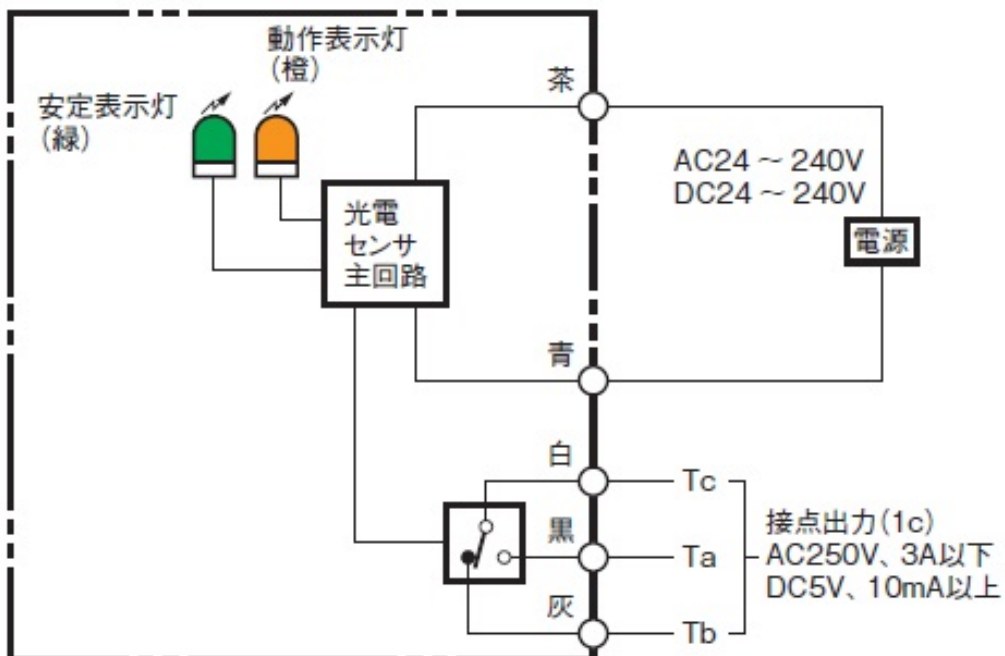 動作表示灯
(橙)
安定表示灯
(緑)
茶
AC24 ~ 240V
DC24 ~ 240V
電源
光電
センサ
主回路
青
白
Tc
黒
Ta
接点出力(1c)
AC250V、3A以下
DC5V、10mA以上
灰
Tb